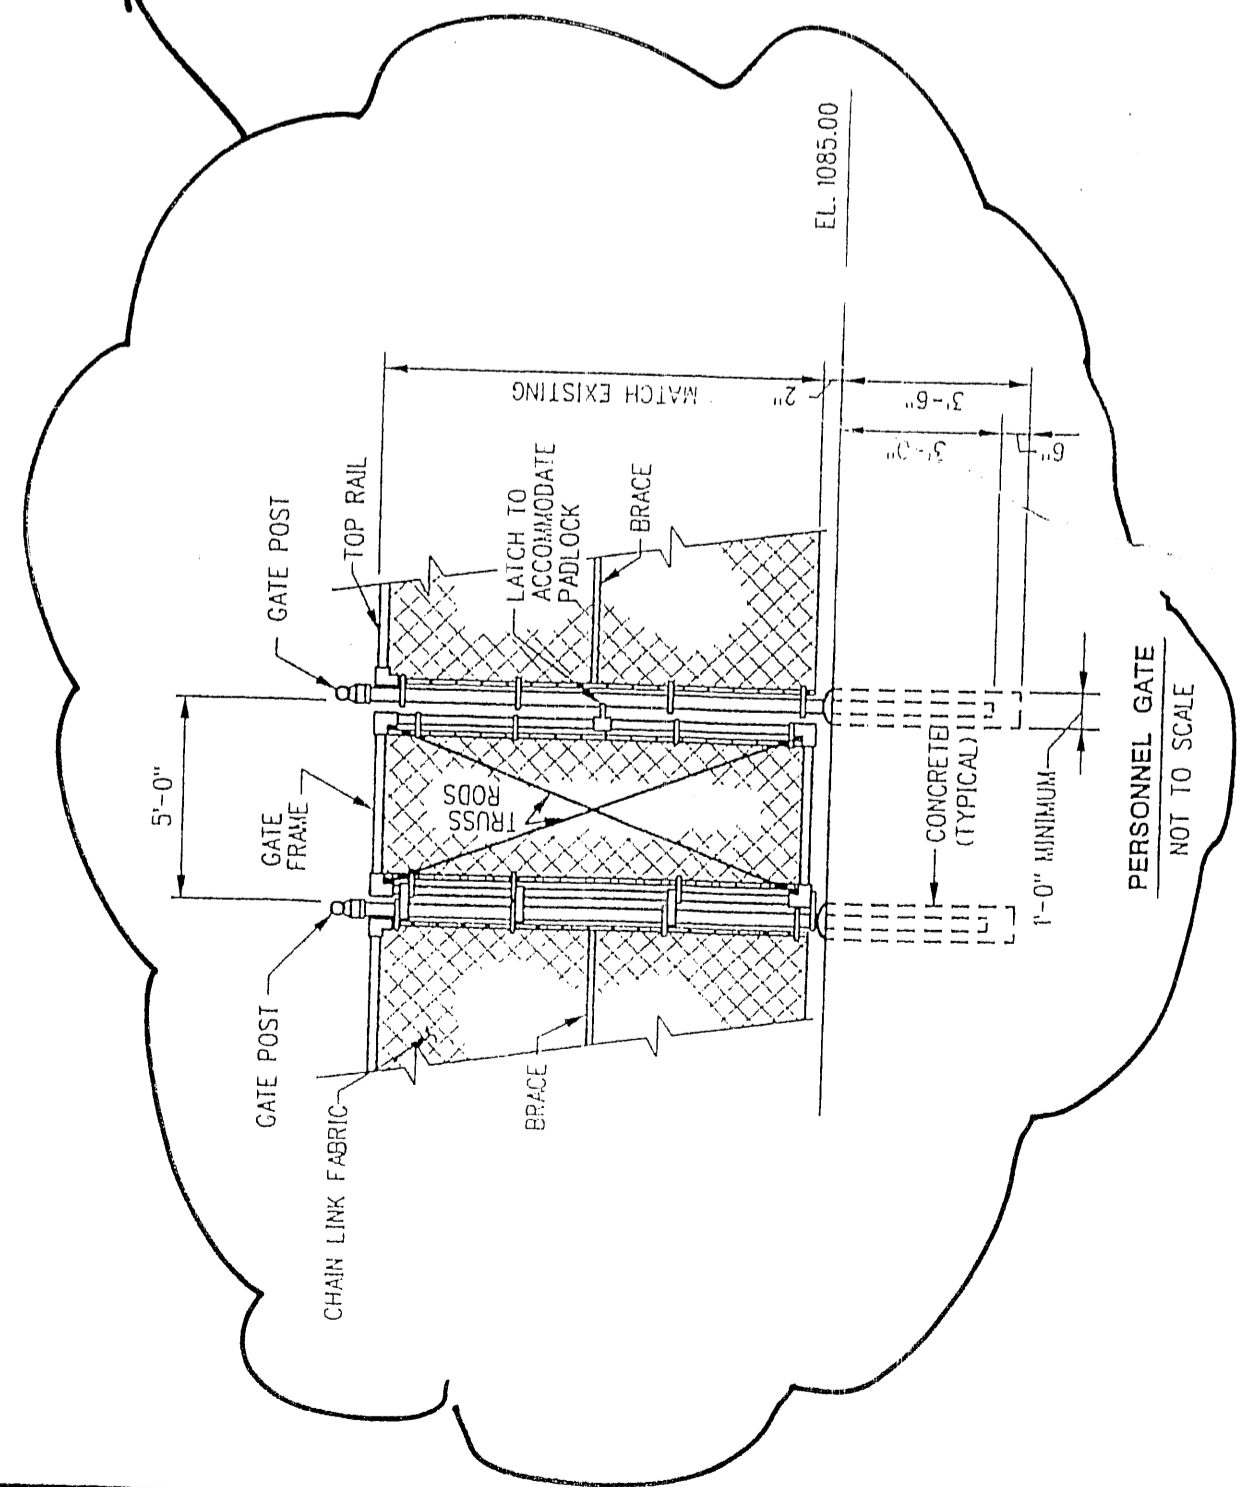 5'-0"
GATE POST
GATE POST
GATE
FRAME
TOP RAIL
CHAIN LINK FABRIC
TRUSS
RODS
LATCH TO
ACCOMMODATE
PADLOCK
BRACE
BRACE
MATCH EXISTING
2"
EL. 1085.00
3'-6"
3'-0"
6"
CONCRETE
(TYPICAL)
1'-0" MINIMUM
PERSONNEL GATE
NOT TO SCALE